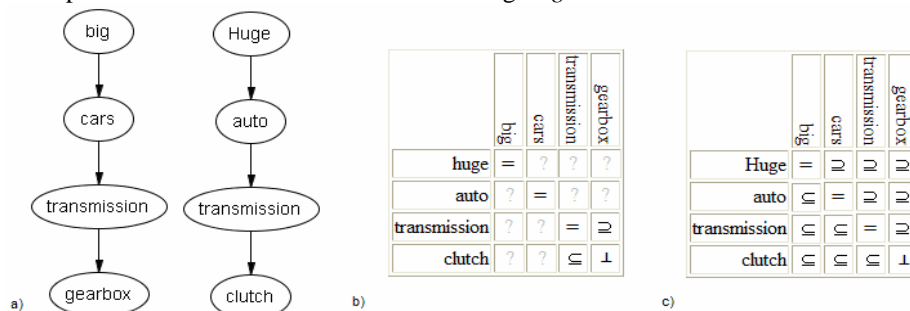 big
Huge
cars
auto
transmission
transmission
gearbox
clutch
a)
big cars transmission gearbox
huge = ? ? ?
auto ? = ? ?
transmission ? ? = ⊇
clutch ? ? ⊆ ⊥
b)
big cars transmission gearbox
Huge = ⊇ ⊇ ⊇
auto ⊆ = ⊇ ⊇
transmission ⊆ ⊆ = ⊇
clutch ⊆ ⊆ ⊆ ⊥
c)